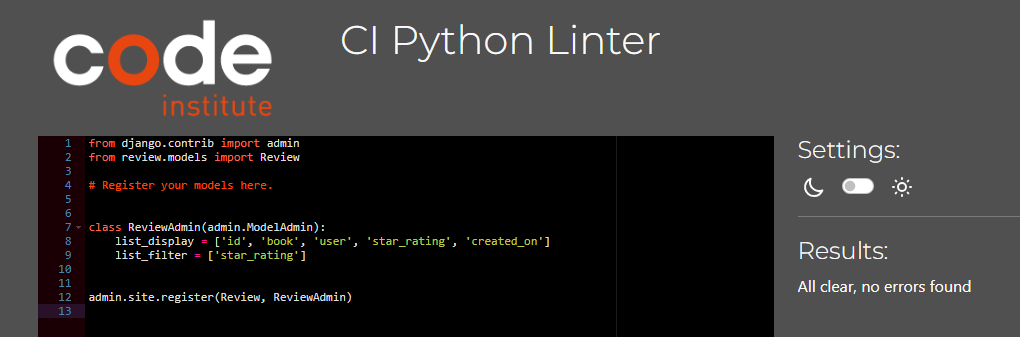 code
institute
CI Python Linter
1 from django.contrib import admin
2 from review.models import Review
3
4 # Register your models here.
5
6
7 class ReviewAdmin(admin.ModelAdmin):
8     list_display = ['id', 'book', 'user', 'star_rating', 'created_on']
9     list_filter = ['star_rating']
10
11
12 admin.site.register(Review, ReviewAdmin)
13
Settings:
Results:
All clear, no errors found